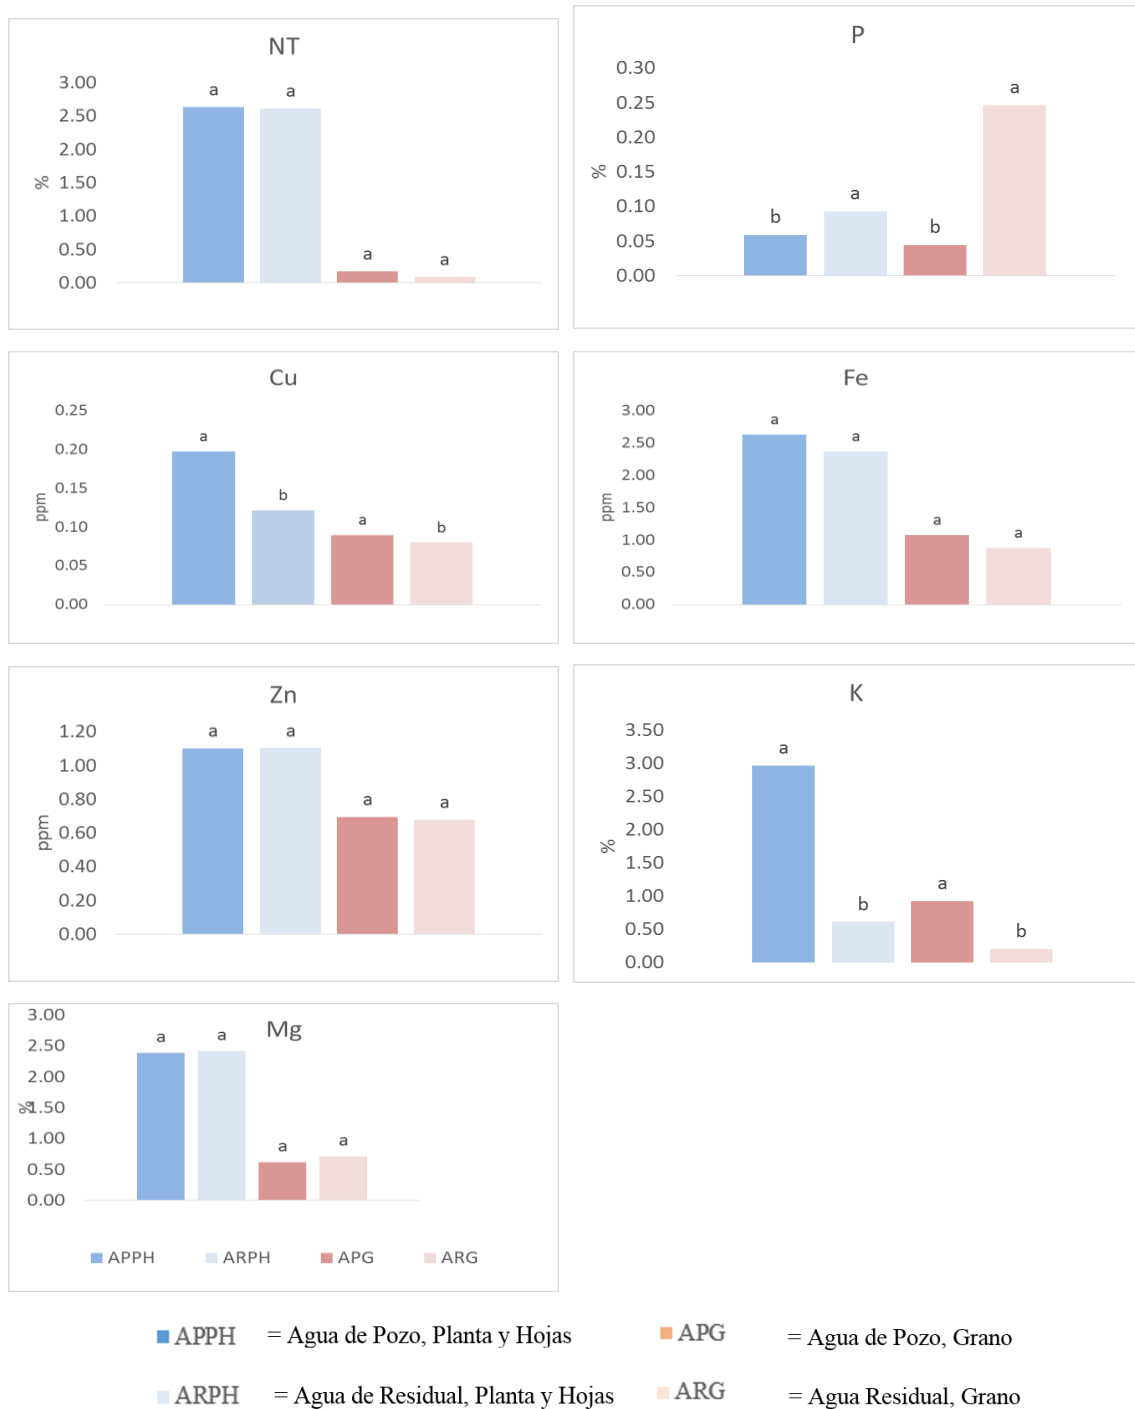 NT
3.00
2.50
2.00
1.50
1.00
0.50
0.00
%
a
a
a
a
P
0.30
0.25
0.20
0.15
0.10
0.05
0.00
%
b
a
b
a
Cu
0.25
0.20
0.15
0.10
0.05
0.00
ppm
a
b
a
b
Fe
3.00
2.50
2.00
1.50
1.00
0.50
0.00
ppm
a
a
a
a
Zn
1.20
1.00
0.80
0.60
0.40
0.20
0.00
ppm
a
a
a
a
K
3.50
3.00
2.50
2.00
1.50
1.00
0.50
0.00
%
a
b
a
b
Mg
3.00
2.50
2.00
1.50
1.00
0.50
0.00
%
a
a
a
a
APPH ARPH APG ARG
APPH = Agua de Pozo, Planta y Hojas
APG = Agua de Pozo, Grano
ARPH = Agua de Residual, Planta y Hojas
ARG = Agua Residual, Grano